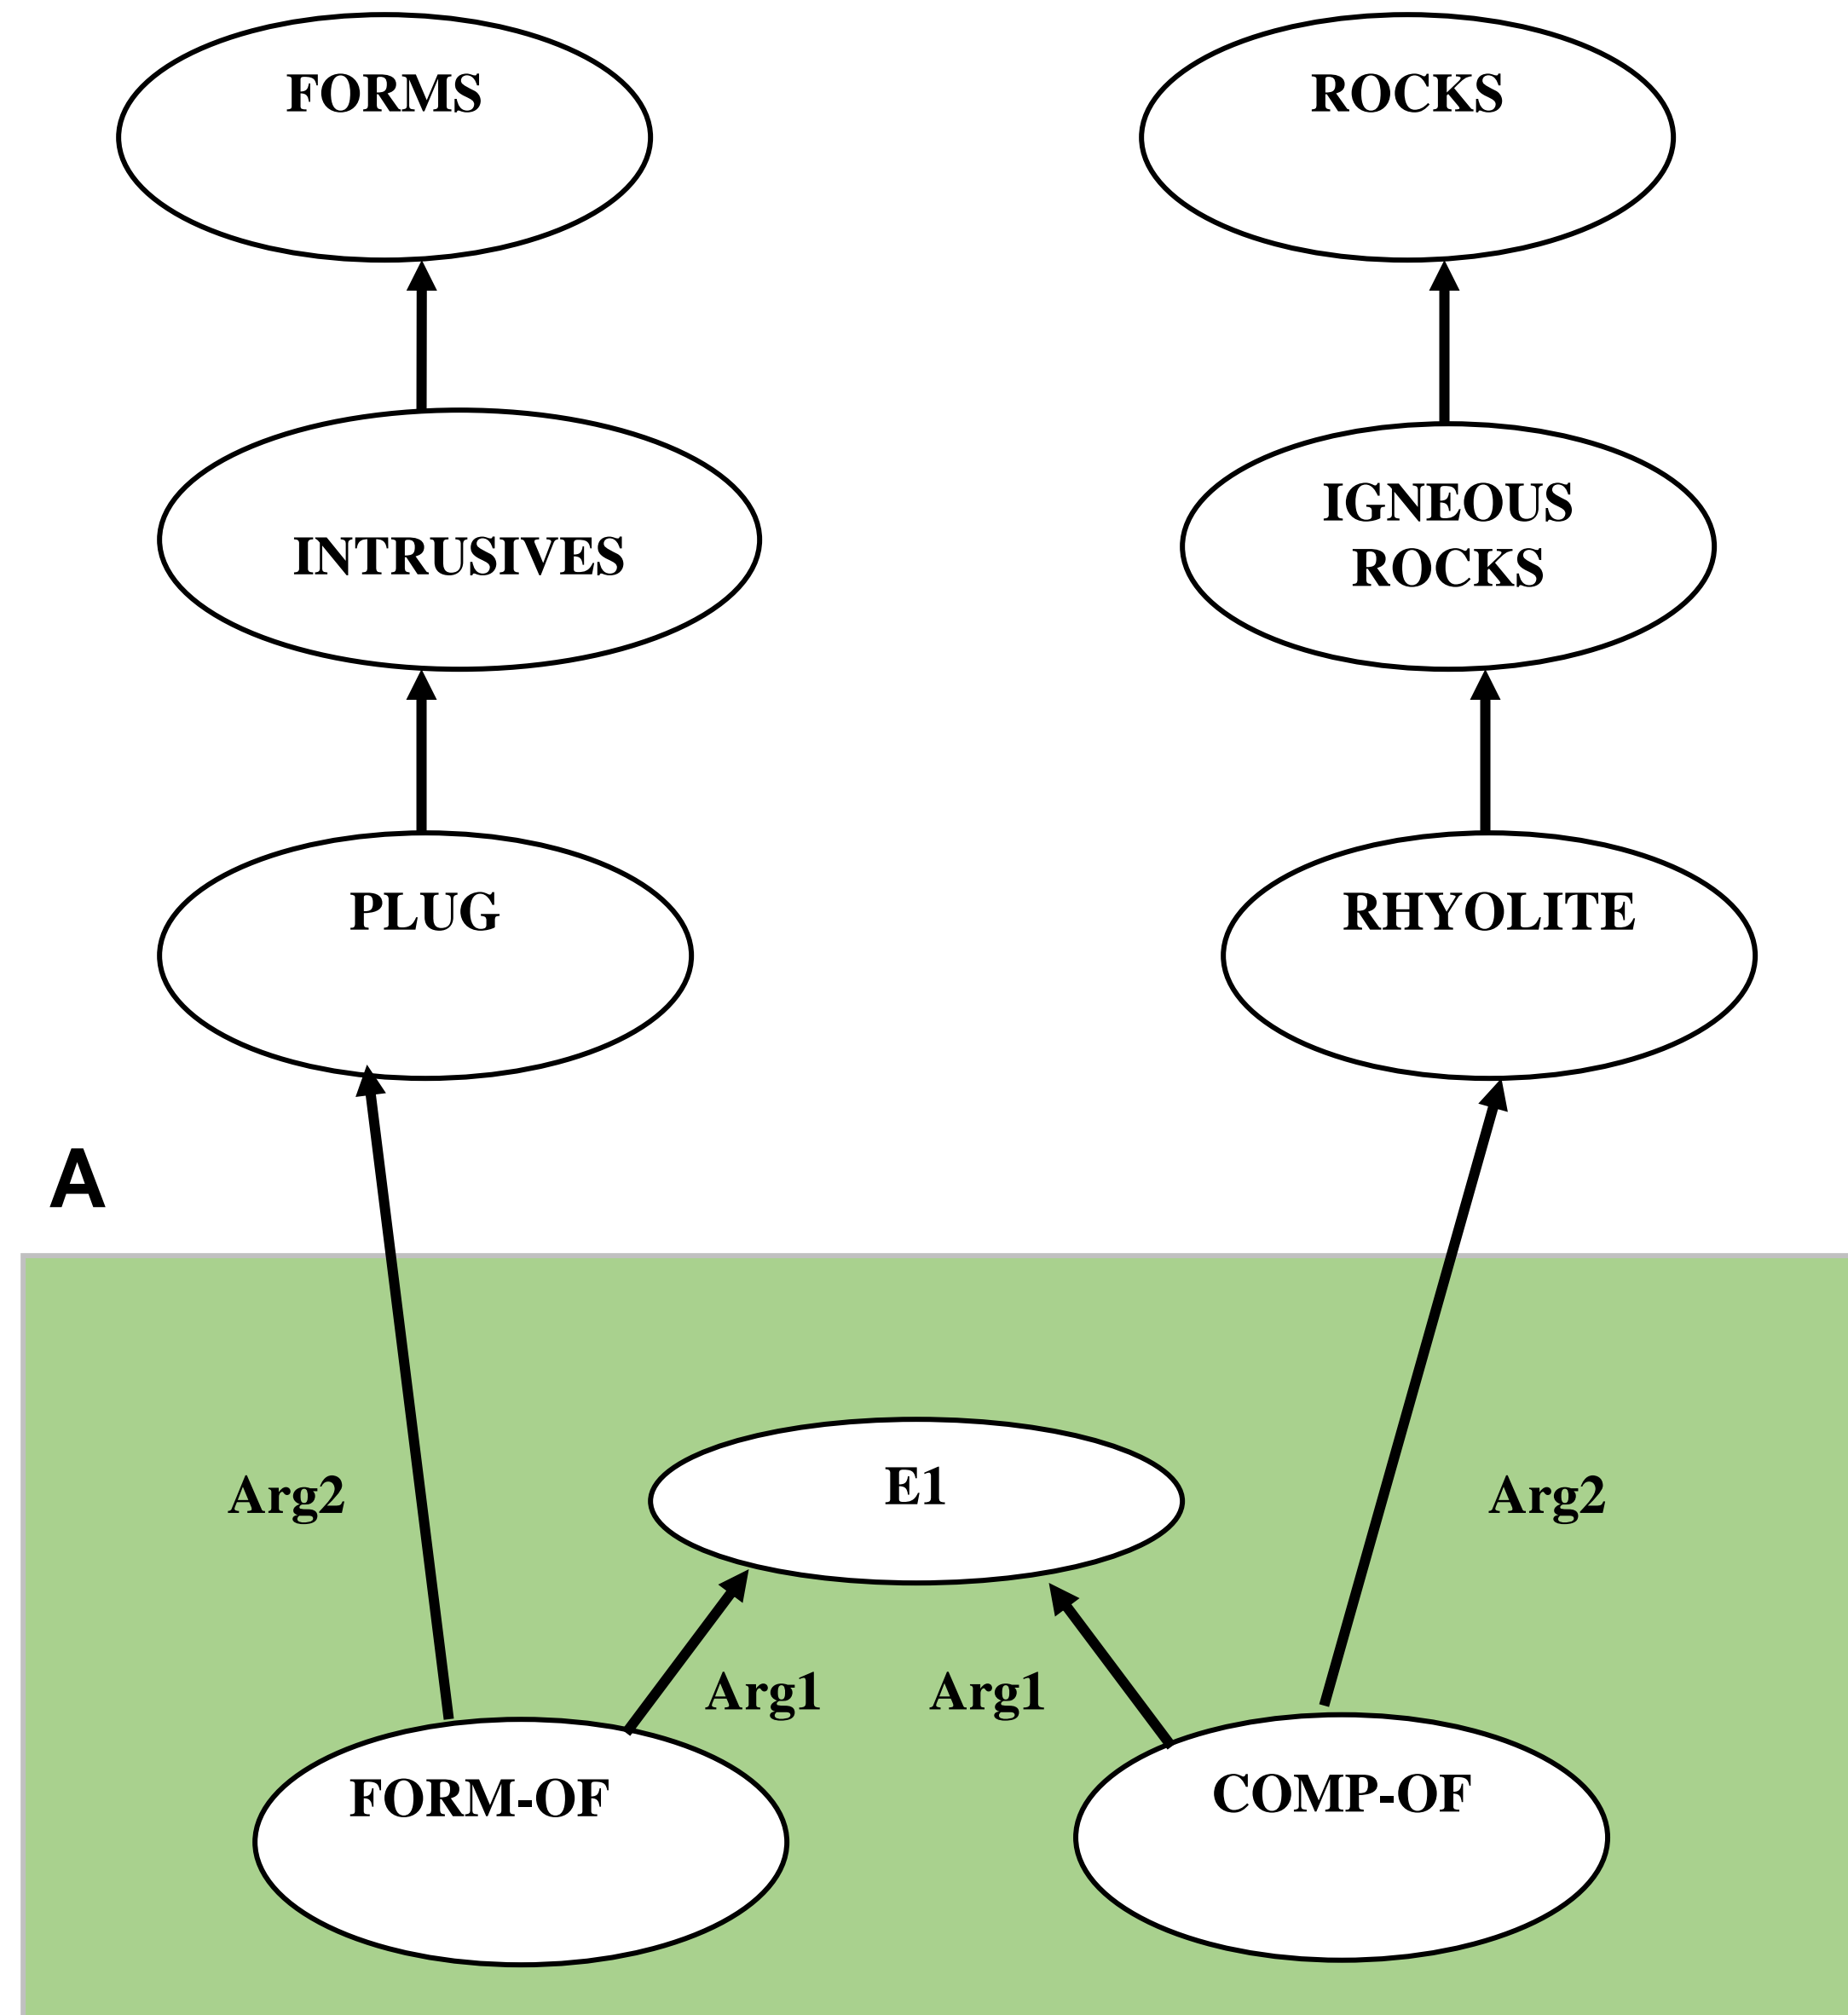 FORMS
ROCKS
INTRUSIVES
IGNEOUS
ROCKS
PLUG
RHYOLITE
A
E1
Arg2
Arg2
Arg1
Arg1
FORM-OF
COMP-OF